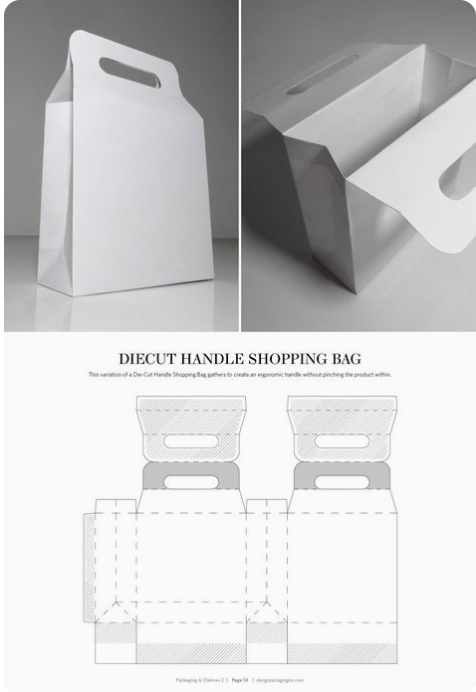 DIECUT HANDLE SHOPPING BAG
This variation of a Die-Cut Handle Shopping Bag gathers to create an ergonomic handle without pinching the product within.
Packaging & Dielines 2 | Page 14 | designpackaginginc.com